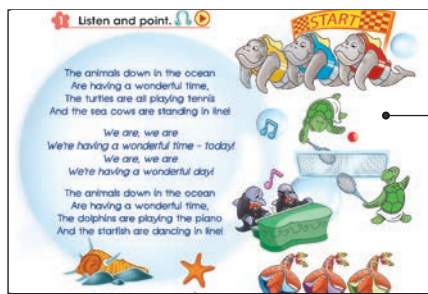 1 Listen and point.
START
The animals down in the ocean
Are having a wonderful time,
The turtles are all playing tennis
And the sea cows are standing in line!
We are, we are
We're having a wonderful time – today!
We are, we are
We're having a wonderful day!
The animals down in the ocean
Are having a wonderful time,
The dolphins are playing the piano
And the starfish are dancing in line!